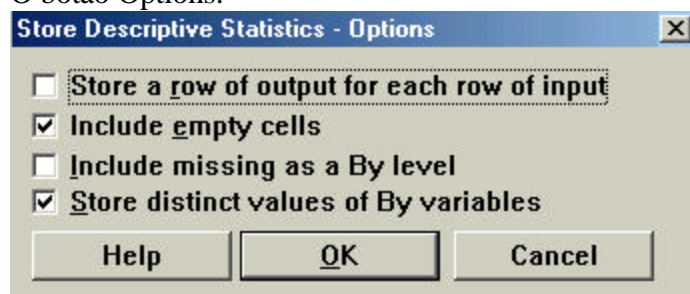 O botão Options:
Store Descriptive Statistics - Options
Store a row of output for each row of input
Include empty cells
Include missing as a By level
Store distinct values of By variables
Help OK Cancel